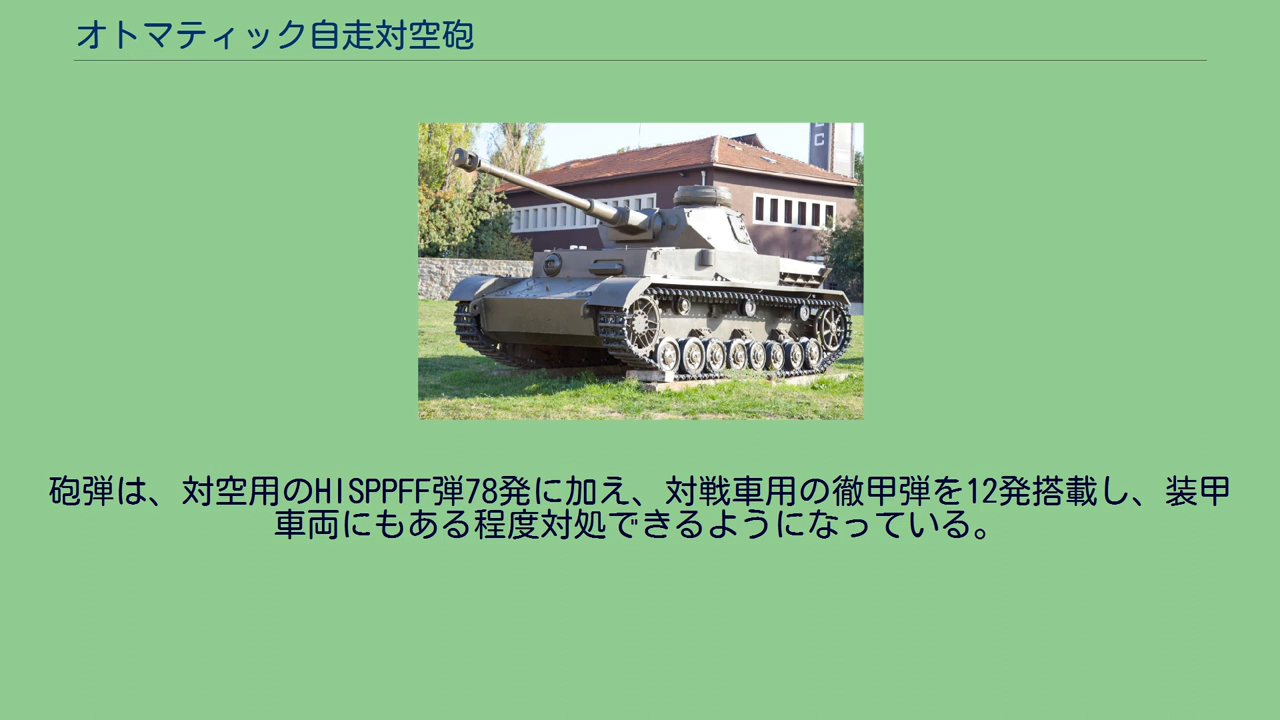 オトマティック自走対空砲
砲弾は、対空用のHISPPFF弾78発に加え、対戦車用の徹甲弾を12発搭載し、装甲
車両にもある程度対処できるようになっている。